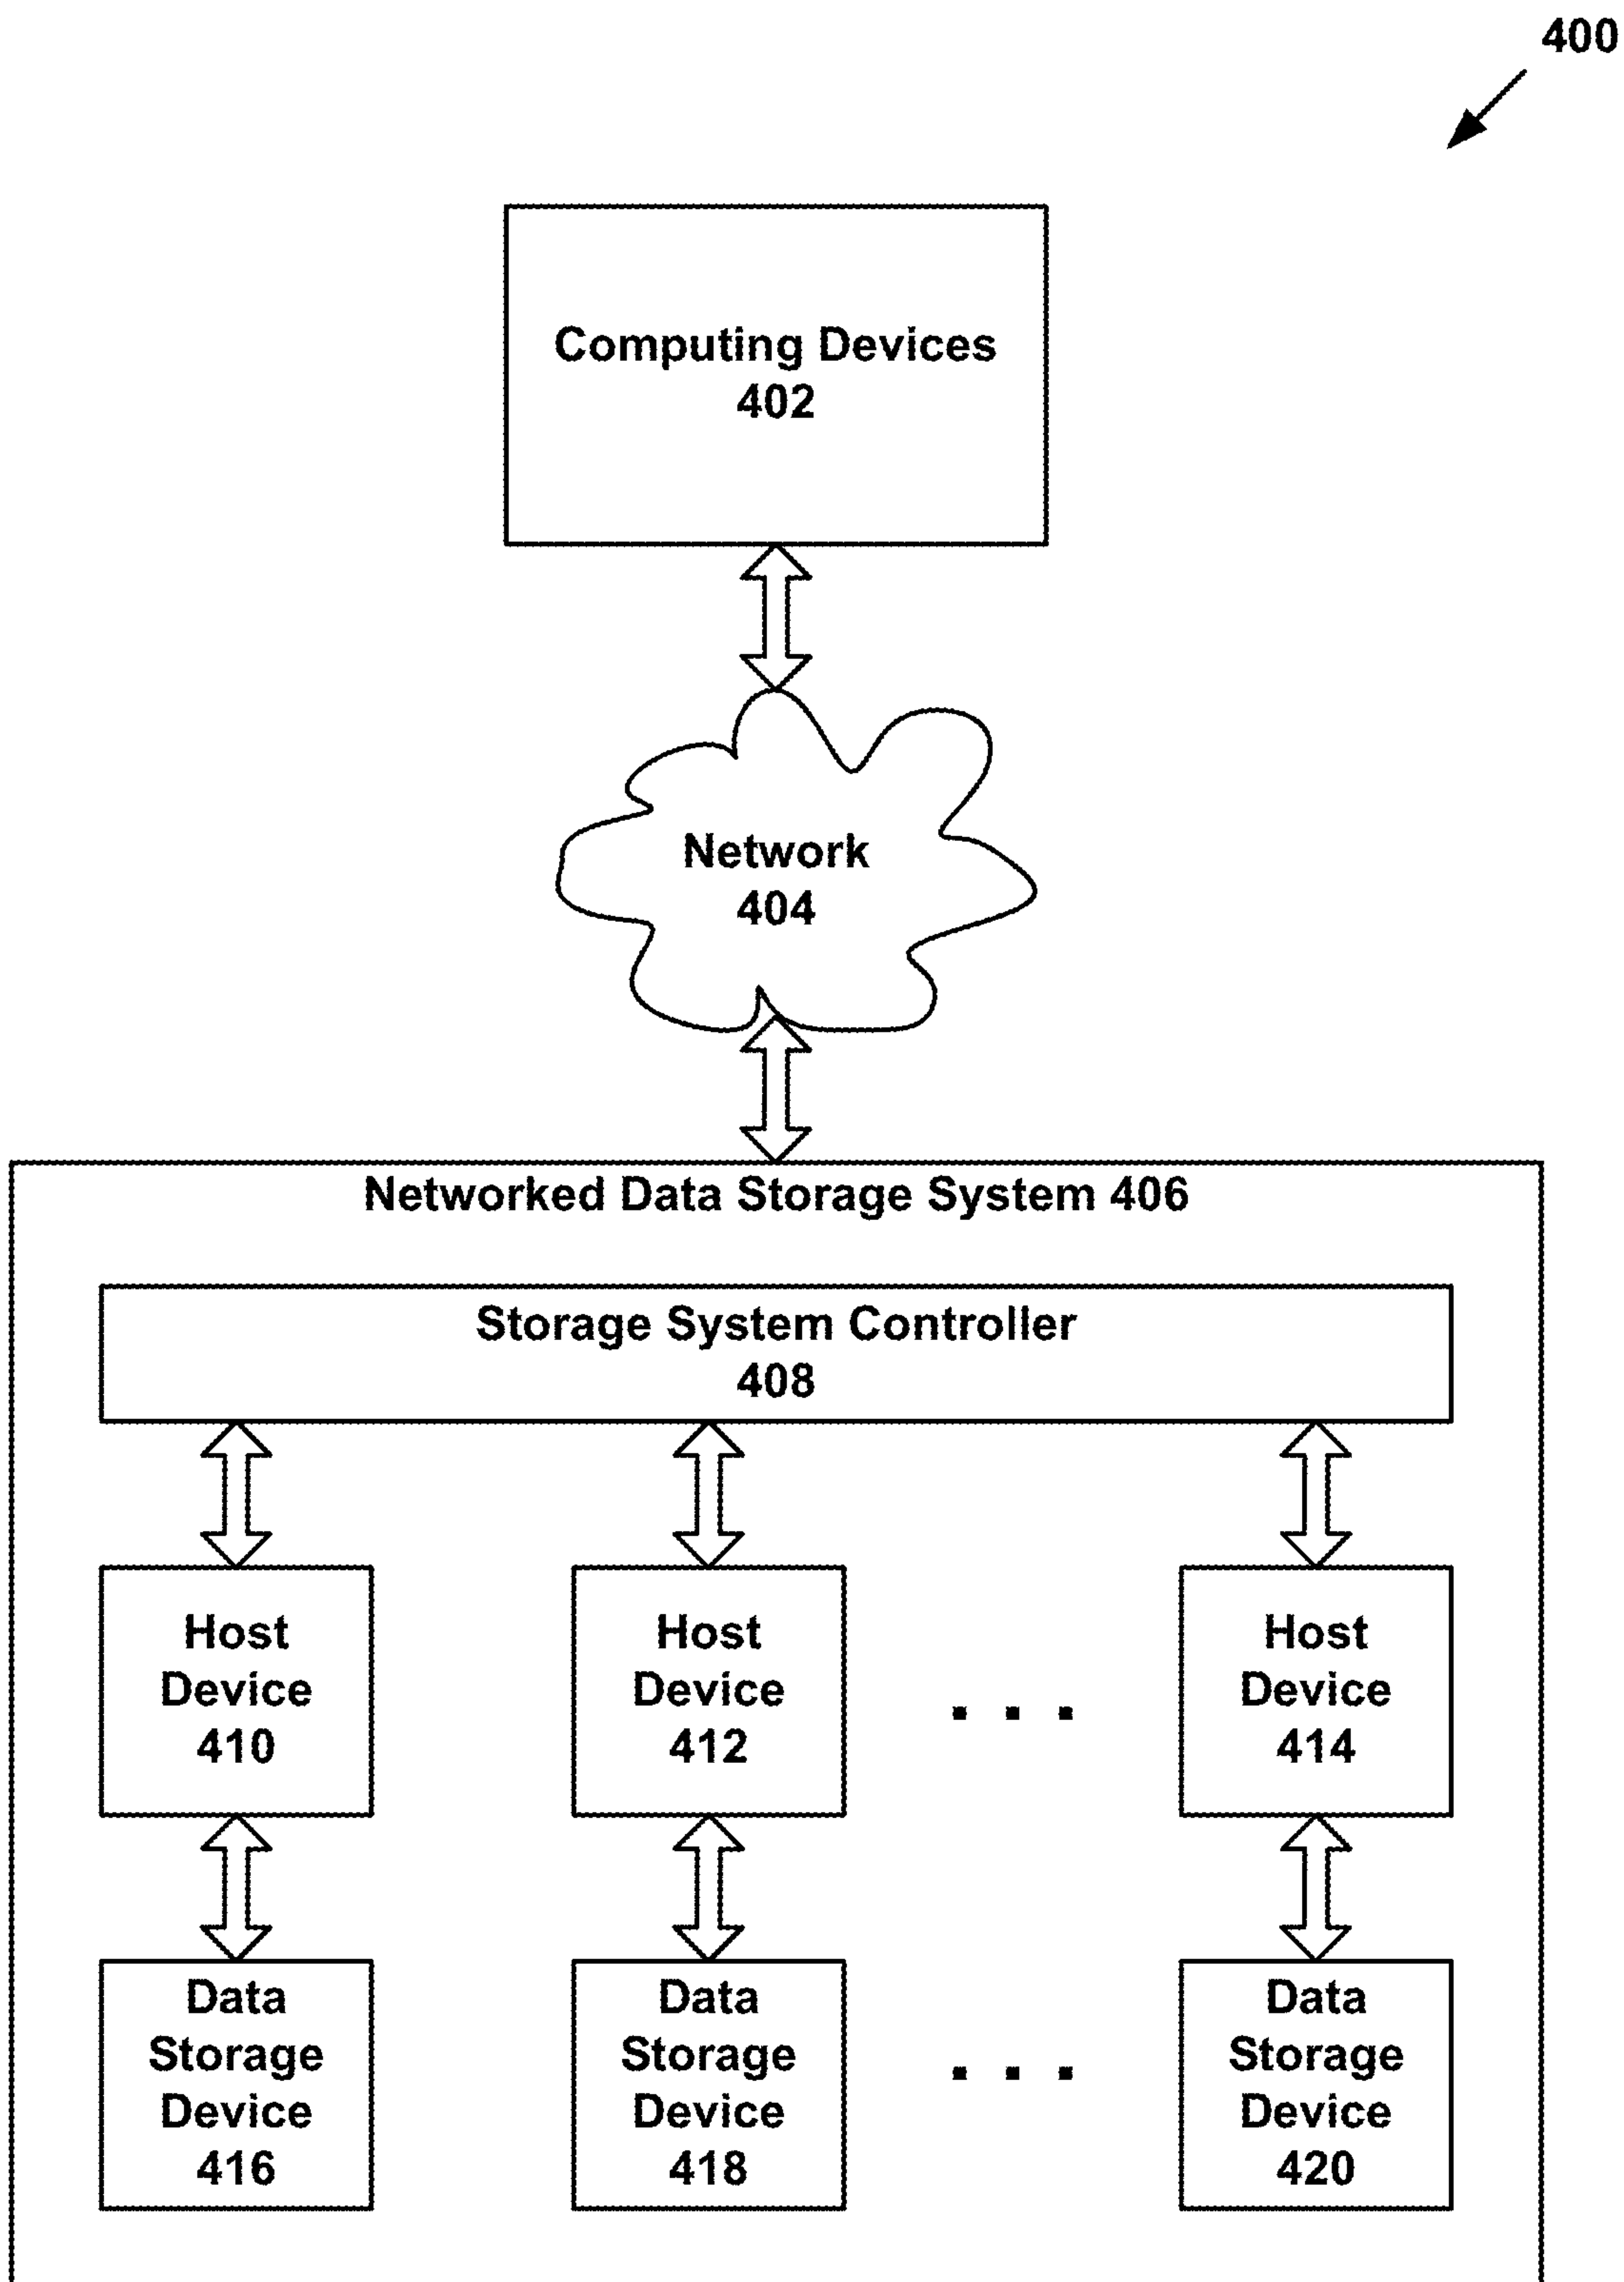 400
Computing Devices
402
Network
404
Networked Data Storage System 406
Storage System Controller
408
Host
Device
410
Host
Device
412
. . .
Host
Device
414
Data
Storage
Device
416
Data
Storage
Device
418
. . .
Data
Storage
Device
420